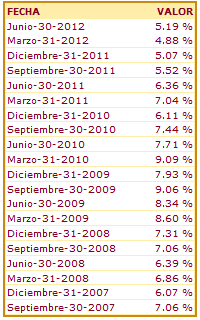 FECHA VALOR
Junio-30-2012 5.19 %
Marzo-31-2012 4.88 %
Diciembre-31-2011 5.07 %
Septiembre-30-2011 5.52 %
Junio-30-2011 6.36 %
Marzo-31-2011 7.04 %
Diciembre-31-2010 6.11 %
Septiembre-30-2010 7.44 %
Junio-30-2010 7.71 %
Marzo-31-2010 9.09 %
Diciembre-31-2009 7.93 %
Septiembre-30-2009 9.06 %
Junio-30-2009 8.34 %
Marzo-31-2009 8.60 %
Diciembre-31-2008 7.31 %
Septiembre-30-2008 7.06 %
Junio-30-2008 6.39 %
Marzo-31-2008 6.86 %
Diciembre-31-2007 6.07 %
Septiembre-30-2007 7.06 %